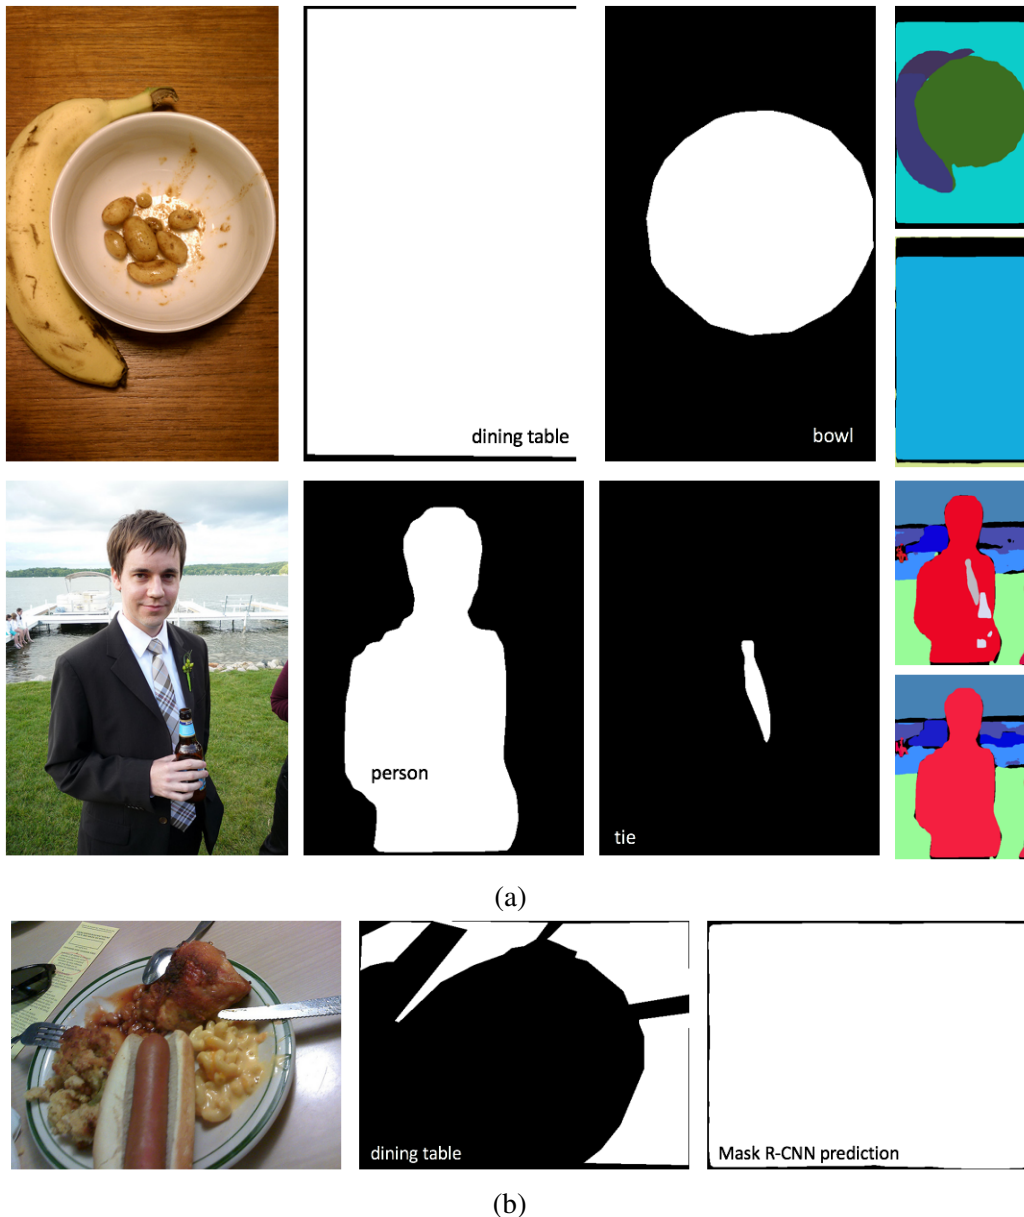 dining table
bowl
person
tie
(a)
dining table
Mask R-CNN prediction
(b)